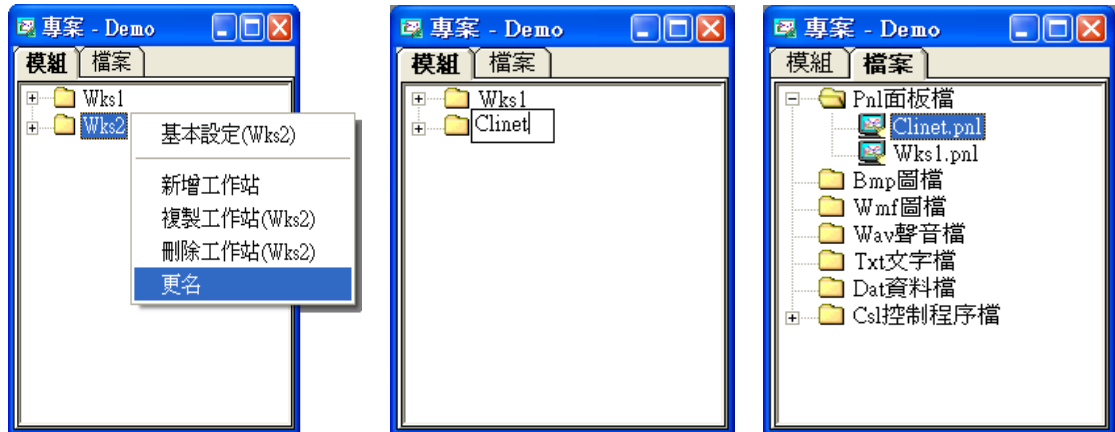 專案 - Demo
模組 檔案
Wks1
Wks2
基本設定(Wks2)
新增工作站
複製工作站(Wks2)
刪除工作站(Wks2)
更名
專案 - Demo
模組 檔案
Wks1
Clinet
專案 - Demo
模組 檔案
Pnl面板檔
Clinet.pnl
Wks1.pnl
Bmp圖檔
Wmf圖檔
Wav聲音檔
Txt文字檔
Dat資料檔
Csl控制程序檔